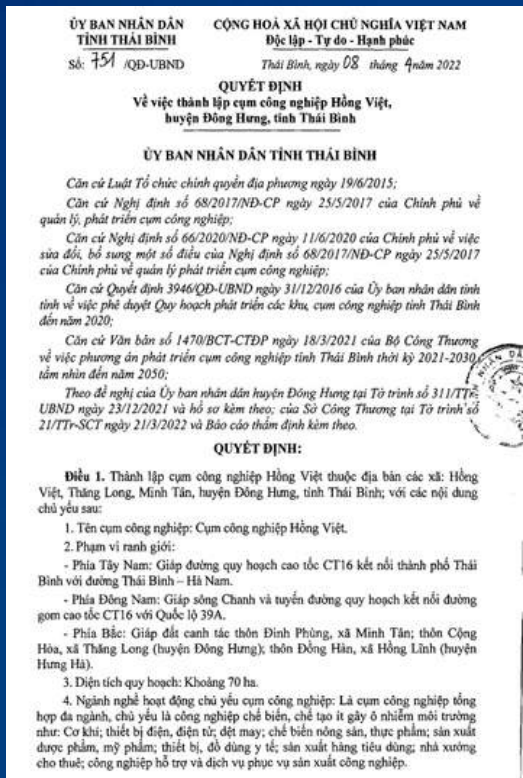 ỦY BAN NHÂN DÂN
TỈNH THÁI BÌNH
CỘNG HOÀ XÃ HỘI CHỦ NGHĨA VIỆT NAM
Độc lập - Tự do - Hạnh phúc
Số: 751 /QĐ-UBND
Thái Bình, ngày 08 tháng 4 năm 2022
QUYẾT ĐỊNH
Về việc thành lập cụm công nghiệp Hồng Việt,
huyện Đông Hưng, tỉnh Thái Bình
ỦY BAN NHÂN DÂN TỈNH THÁI BÌNH
Căn cứ Luật Tổ chức chính quyền địa phương ngày 19/6/2015;
Căn cứ Nghị định số 68/2017/NĐ-CP ngày 25/5/2017 của Chính phủ về
quản lý, phát triển cụm công nghiệp;
Căn cứ Nghị định số 66/2020/NĐ-CP ngày 11/6/2020 của Chính phủ về việc
sửa đổi, bổ sung một số điều của Nghị định số 68/2017/NĐ-CP ngày 25/5/2017
của Chính phủ về quản lý phát triển cụm công nghiệp;
Căn cứ Quyết định 3946/QĐ-UBND ngày 31/12/2016 của Ủy ban nhân dân tỉnh
tỉnh về việc phê duyệt Quy hoạch phát triển các khu, cụm công nghiệp tỉnh Thái Bình
đến năm 2020;
Căn cứ Văn bản số 1470/BCT-CTĐP ngày 18/3/2021 của Bộ Công Thương
về việc phương án phát triển cụm công nghiệp tỉnh Thái Bình thời kỳ 2021-2030,
tầm nhìn đến năm 2050;
Theo đề nghị của Ủy ban nhân dân huyện Đông Hưng tại Tờ trình số 311/TTr-
UBND ngày 23/12/2021 và hồ sơ kèm theo; của Sở Công Thương tại Tờ trình số
21/TTr-SCT ngày 21/3/2022 và Báo cáo thẩm định kèm theo.
QUYẾT ĐỊNH:
Điều 1. Thành lập cụm công nghiệp Hồng Việt thuộc địa bàn các xã: Hồng
Việt, Thăng Long, Minh Tân, huyện Đông Hưng, tỉnh Thái Bình; với các nội dung
chủ yếu sau:
1. Tên cụm công nghiệp: Cụm công nghiệp Hồng Việt.
2. Phạm vi ranh giới:
- Phía Tây Nam: Giáp đường quy hoạch cao tốc CT16 kết nối thành phố Thái
Bình với đường Thái Bình – Hà Nam.
- Phía Đông Nam: Giáp sông Chanh và tuyến đường quy hoạch kết nối đường
gom cao tốc CT16 với Quốc lộ 39A.
- Phía Bắc: Giáp đất canh tác thôn Đình Phùng, xã Minh Tân; thôn Cộng
Hòa, xã Thăng Long (huyện Đông Hưng); thôn Đồng Hàn, xã Hồng Lĩnh (huyện
Hưng Hà).
3. Diện tích quy hoạch: Khoảng 70 ha.
4. Ngành nghề hoạt động chủ yếu cụm công nghiệp: Là cụm công nghiệp tổng
hợp đa ngành, chủ yếu là công nghiệp chế biến, chế tạo ít gây ô nhiễm môi trường
như: Cơ khí; thiết bị điện, điện tử; dệt may; chế biến nông sản, thực phẩm; sản xuất
dược phẩm, mỹ phẩm; thiết bị, đồ dùng y tế; sản xuất hàng tiêu dùng; nhà xưởng
cho thuê; công nghiệp hỗ trợ và dịch vụ phục vụ sản xuất công nghiệp.